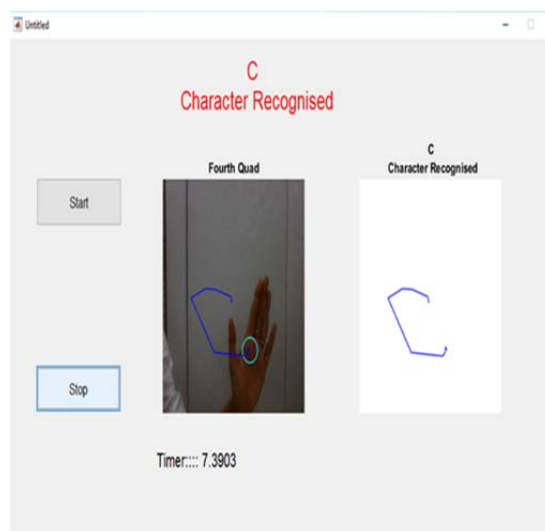 Untitled
C
Character Recognised
Fourth Quad
C
Character Recognised
Start
Stop
Timer:::: 7.3903